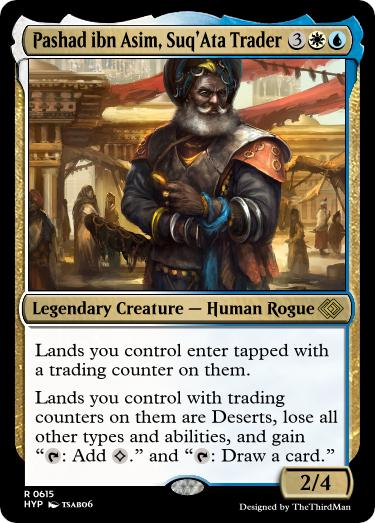 Pashad ibn Asim, Suq'Ata Trader 3
Legendary Creature — Human Rogue
Lands you control enter tapped with
a trading counter on them.
Lands you control with trading
counters on them are Deserts, lose all
other types and abilities, and gain
“: Add .” and “: Draw a card.”
2/4
R 0615
HYP TSABO6
Designed by TheThirdMan